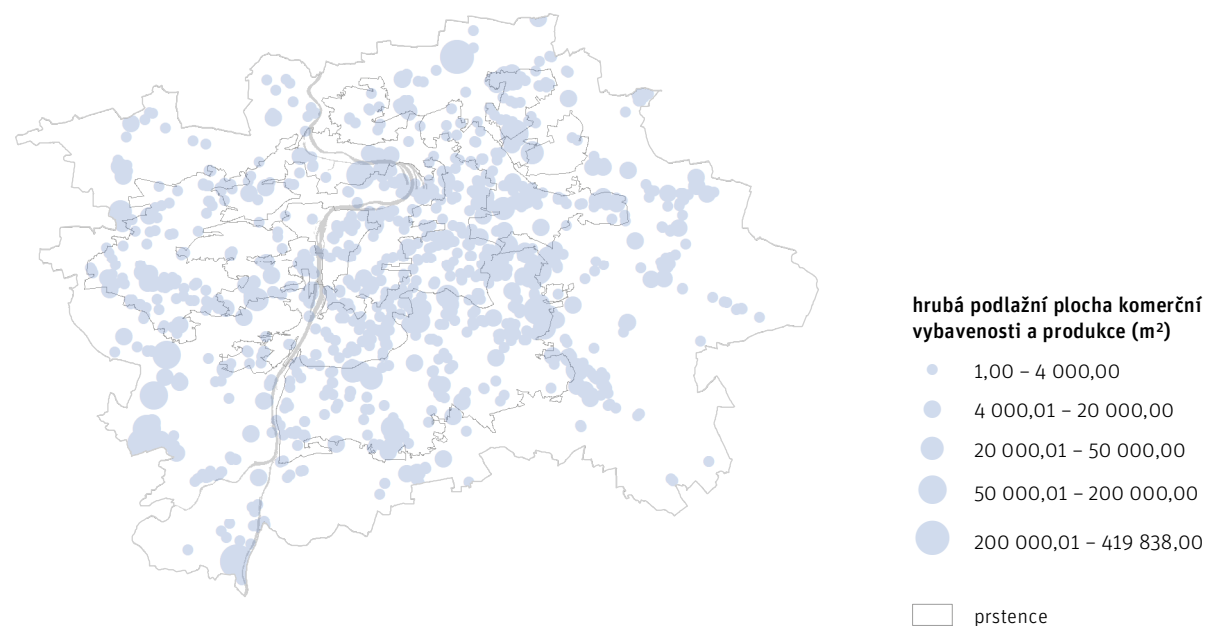 hrubá podlažní plocha komerční
vybavenosti a produkce (m²)
1,00 – 4 000,00
4 000,01 – 20 000,00
20 000,01 – 50 000,00
50 000,01 – 200 000,00
200 000,01 – 419 838,00
prstence